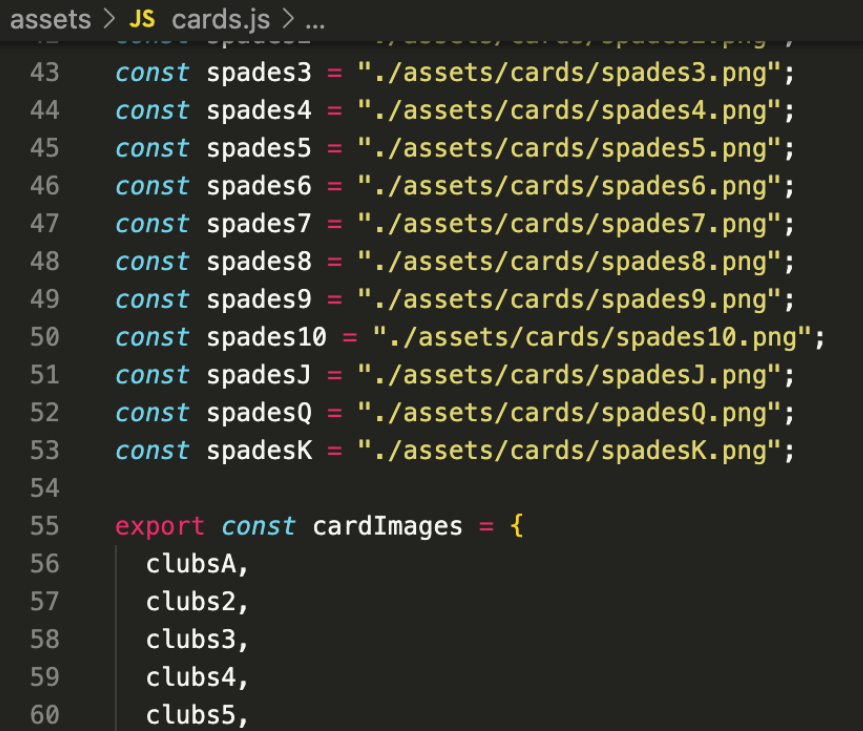 assets > JS cards.js > ...
43 const spades3 = "./assets/cards/spades3.png";
44 const spades4 = "./assets/cards/spades4.png";
45 const spades5 = "./assets/cards/spades5.png";
46 const spades6 = "./assets/cards/spades6.png";
47 const spades7 = "./assets/cards/spades7.png";
48 const spades8 = "./assets/cards/spades8.png";
49 const spades9 = "./assets/cards/spades9.png";
50 const spades10 = "./assets/cards/spades10.png";
51 const spadesJ = "./assets/cards/spadesJ.png";
52 const spadesQ = "./assets/cards/spadesQ.png";
53 const spadesK = "./assets/cards/spadesK.png";
54
55 export const cardImages = {
56 clubsA,
57 clubs2,
58 clubs3,
59 clubs4,
60 clubs5,